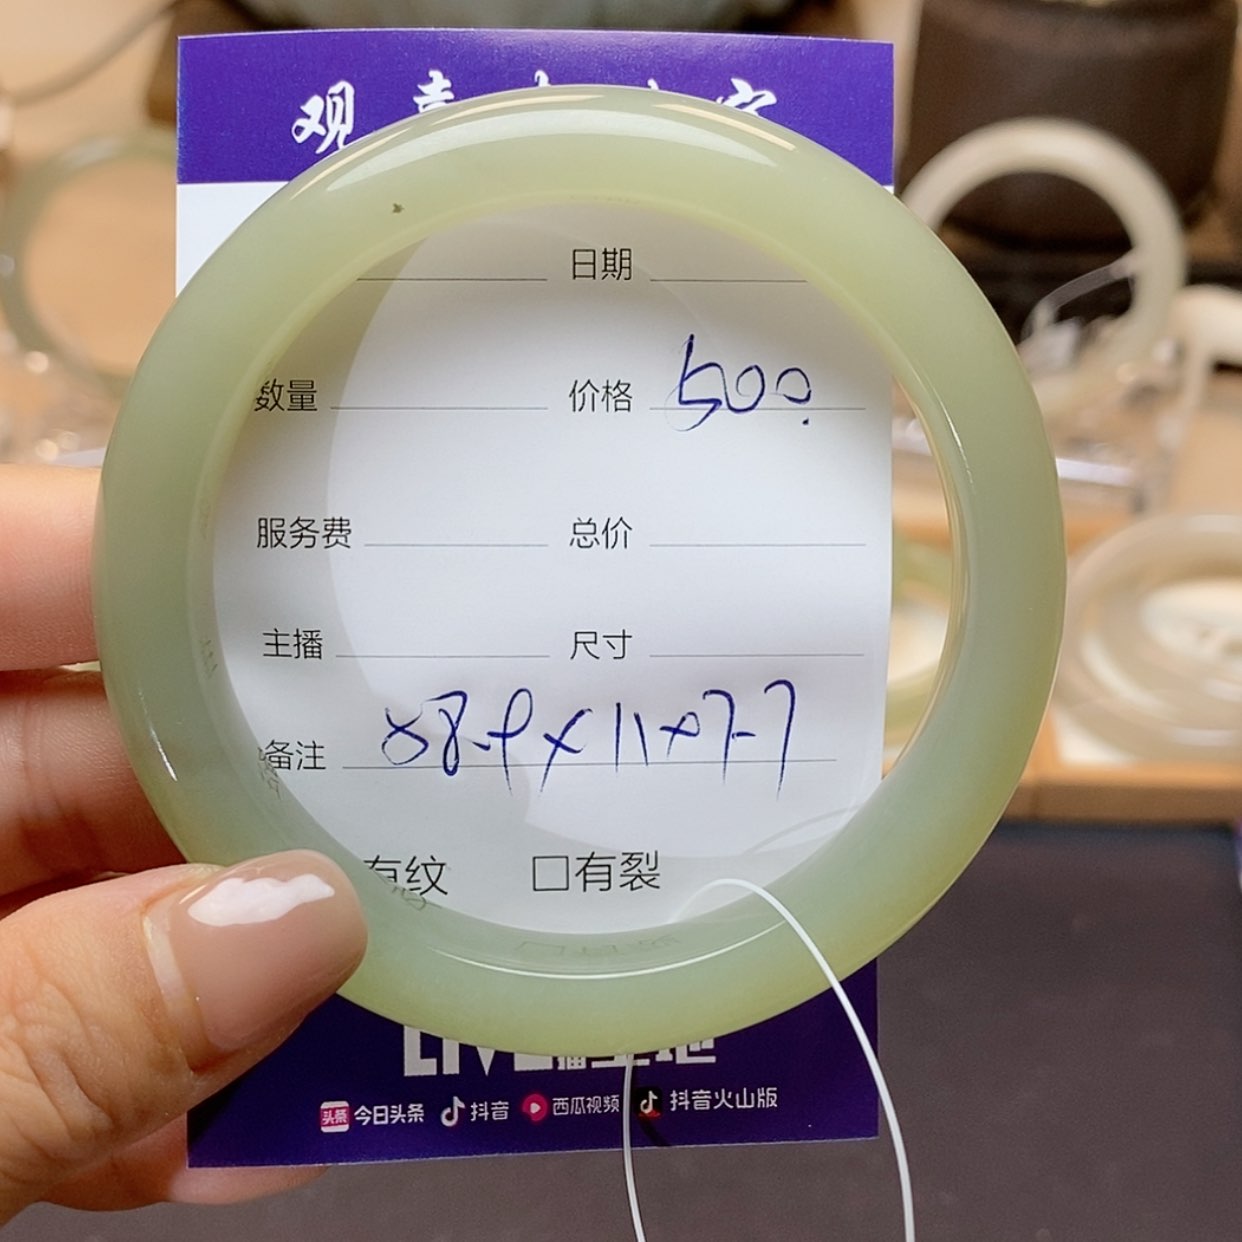 观
日期
数量 价格 500.
服务费 总价
主播 尺寸
备注 58.9×11×7.7
有纹 □有裂
LIVE
今日头条 抖音 西瓜视频 抖音火山版